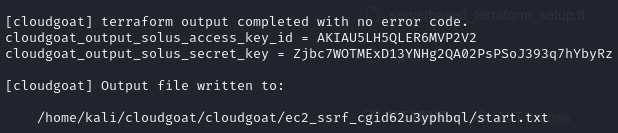 [cloudgoat] terraform output completed with no error code.
cloudgoat_output_solus_access_key_id = AKIAU5LH5QLER6MVP2V2
cloudgoat_output_solus_secret_key = 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
[cloudgoat] Output file written to:
/home/kali/cloudgoat/cloudgoat/ec2_ssrf_cgid62u3yphbql/start.txt